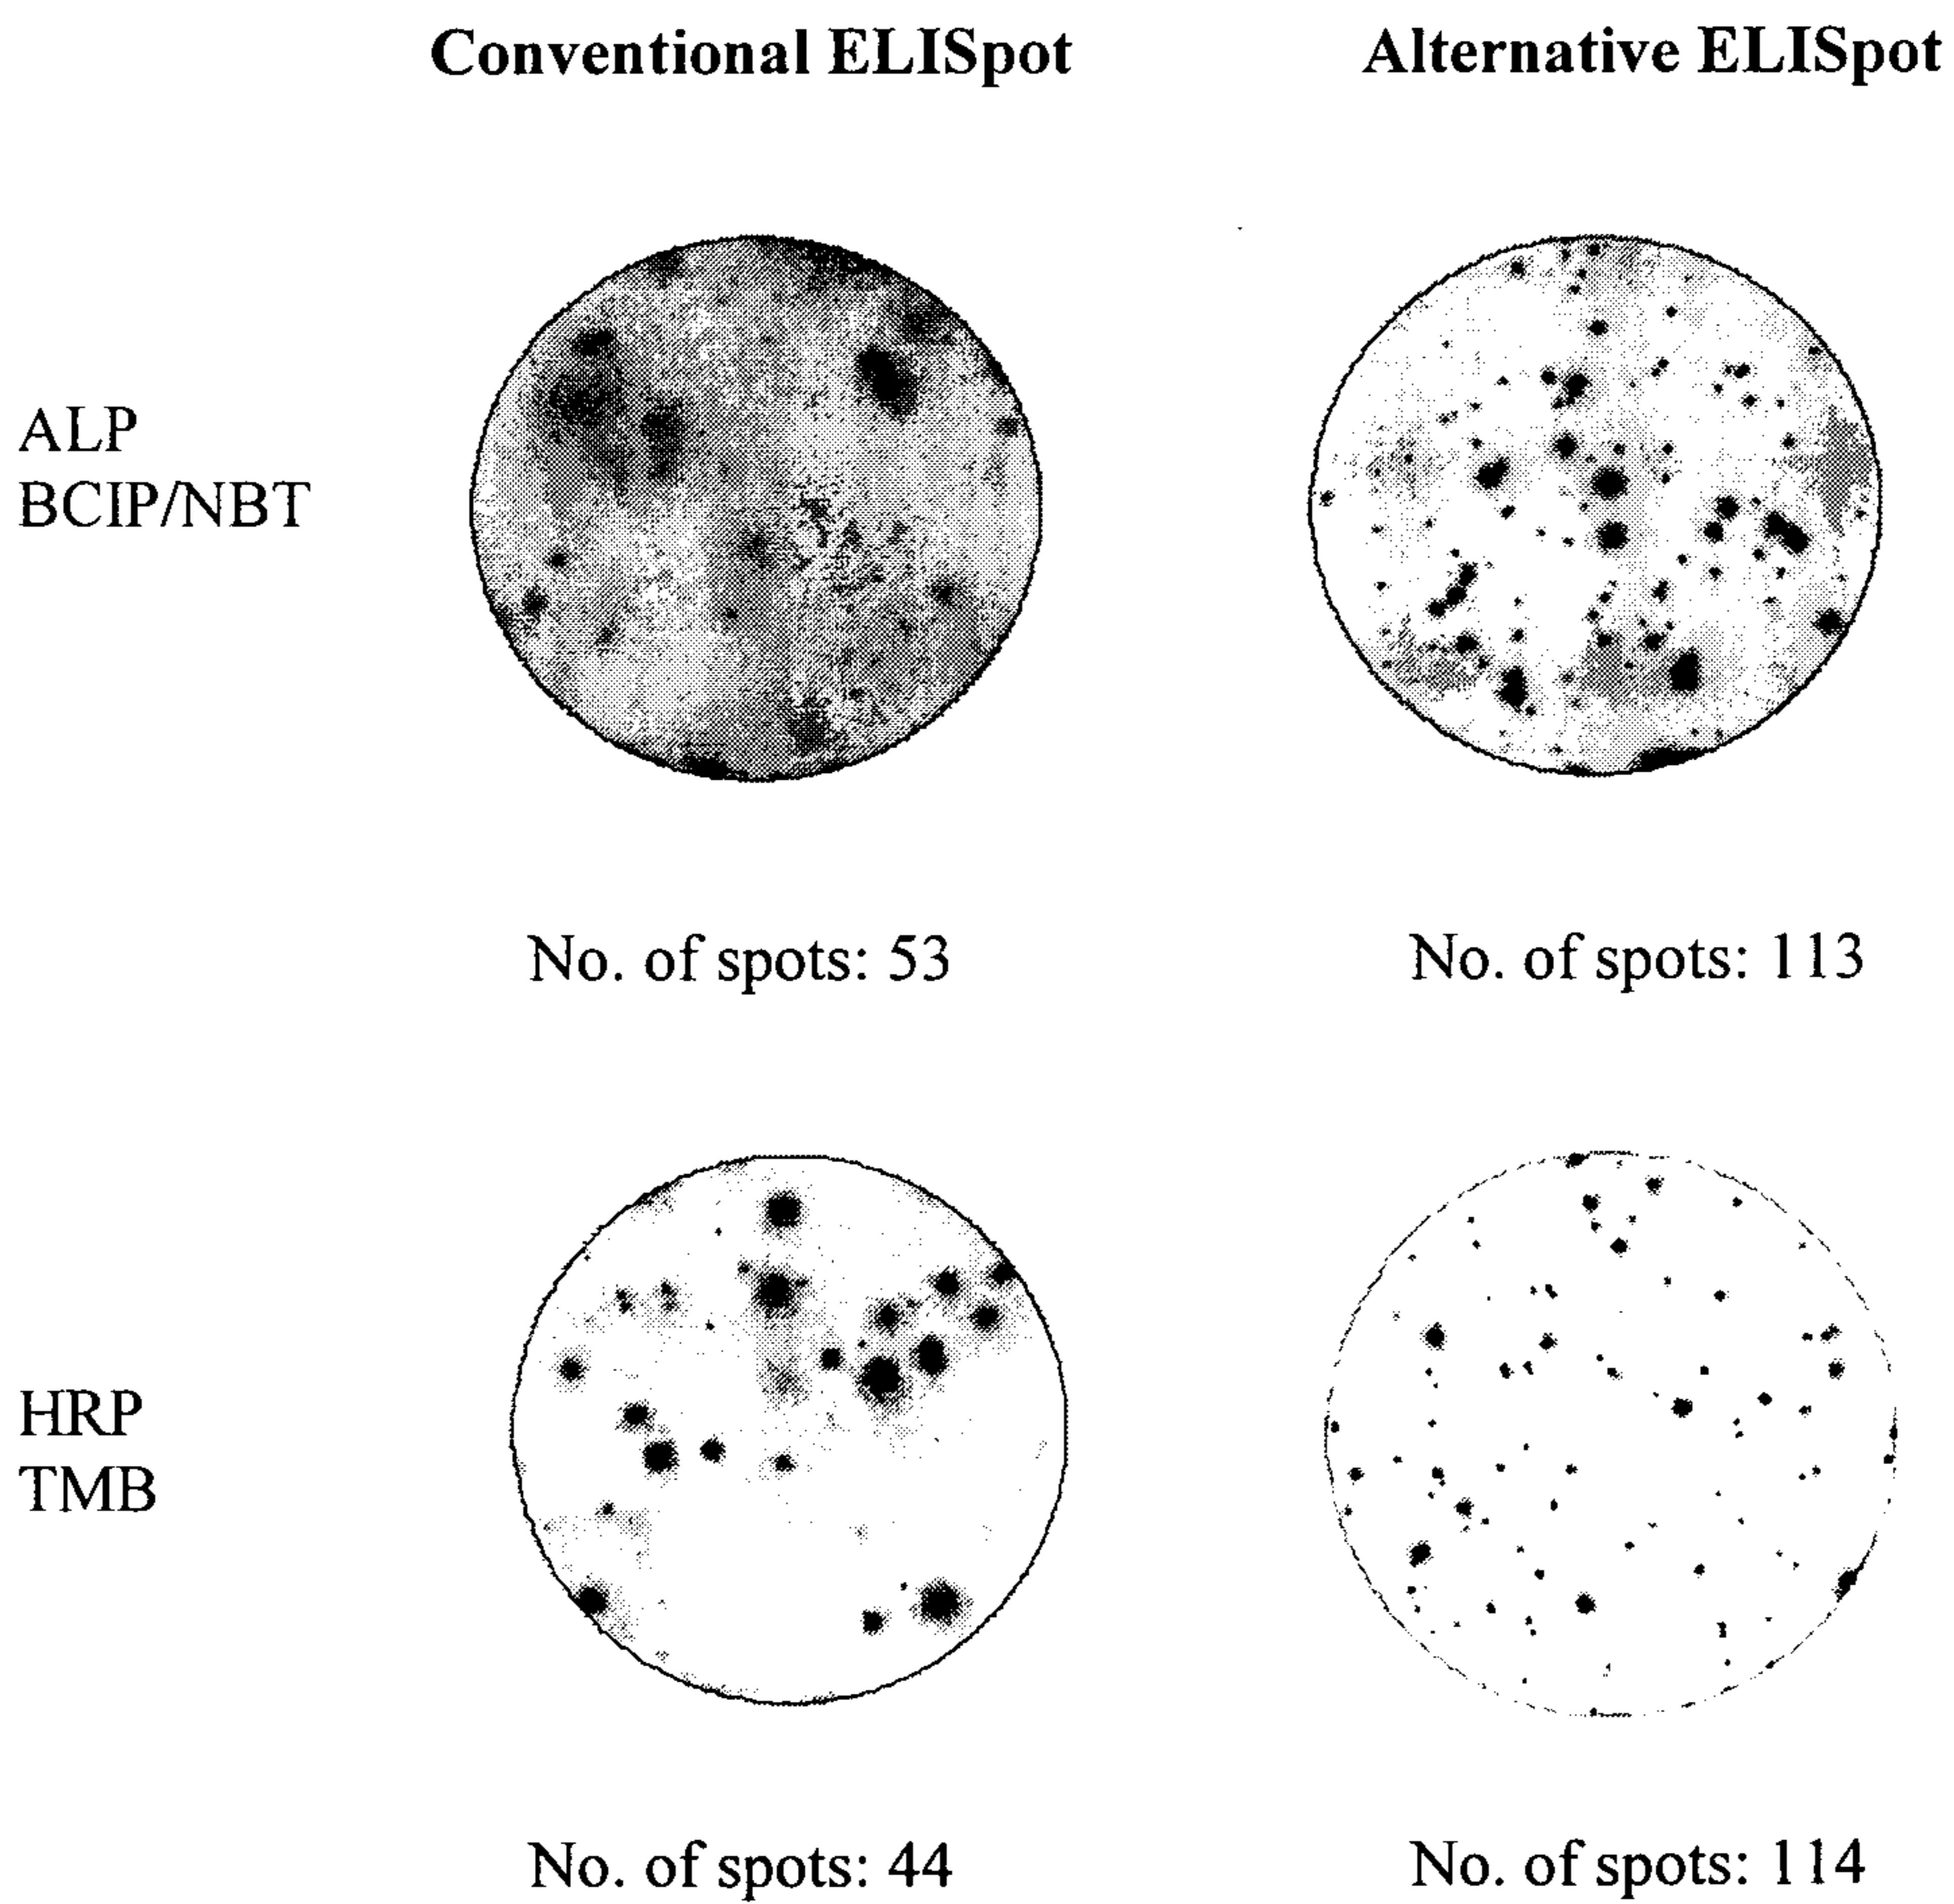 Conventional ELISpot
Alternative ELISpot
ALP
BCIP/NBT
No. of spots: 53
No. of spots: 113
HRP
TMB
No. of spots: 44
No. of spots: 114